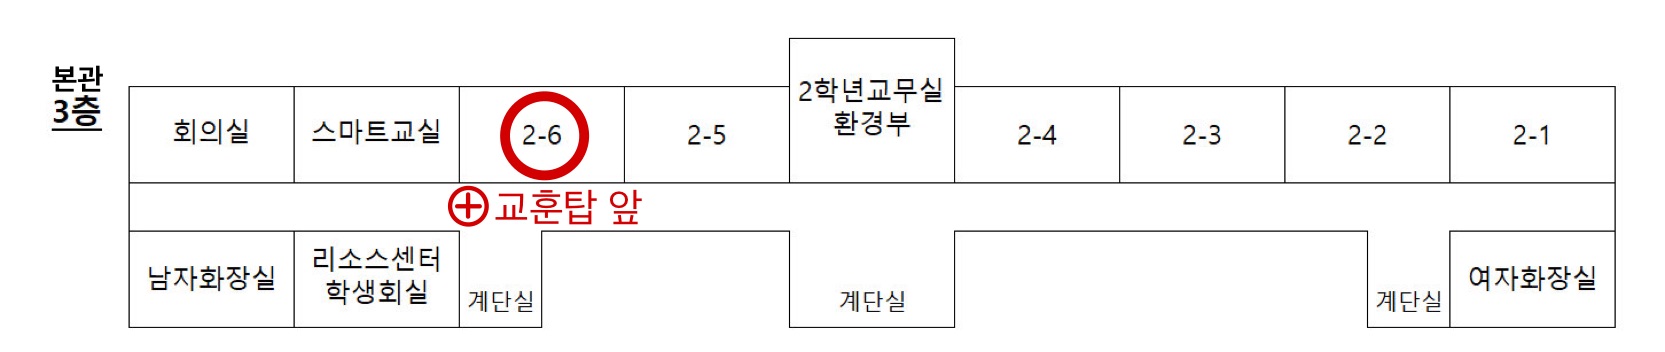 본관
3층
회의실
스마트교실
2-6
2-5
2학년교무실
환경부
2-4
2-3
2-2
2-1
교훈탑 앞
남자화장실
리소스센터
학생회실
계단실
계단실
계단실
여자화장실